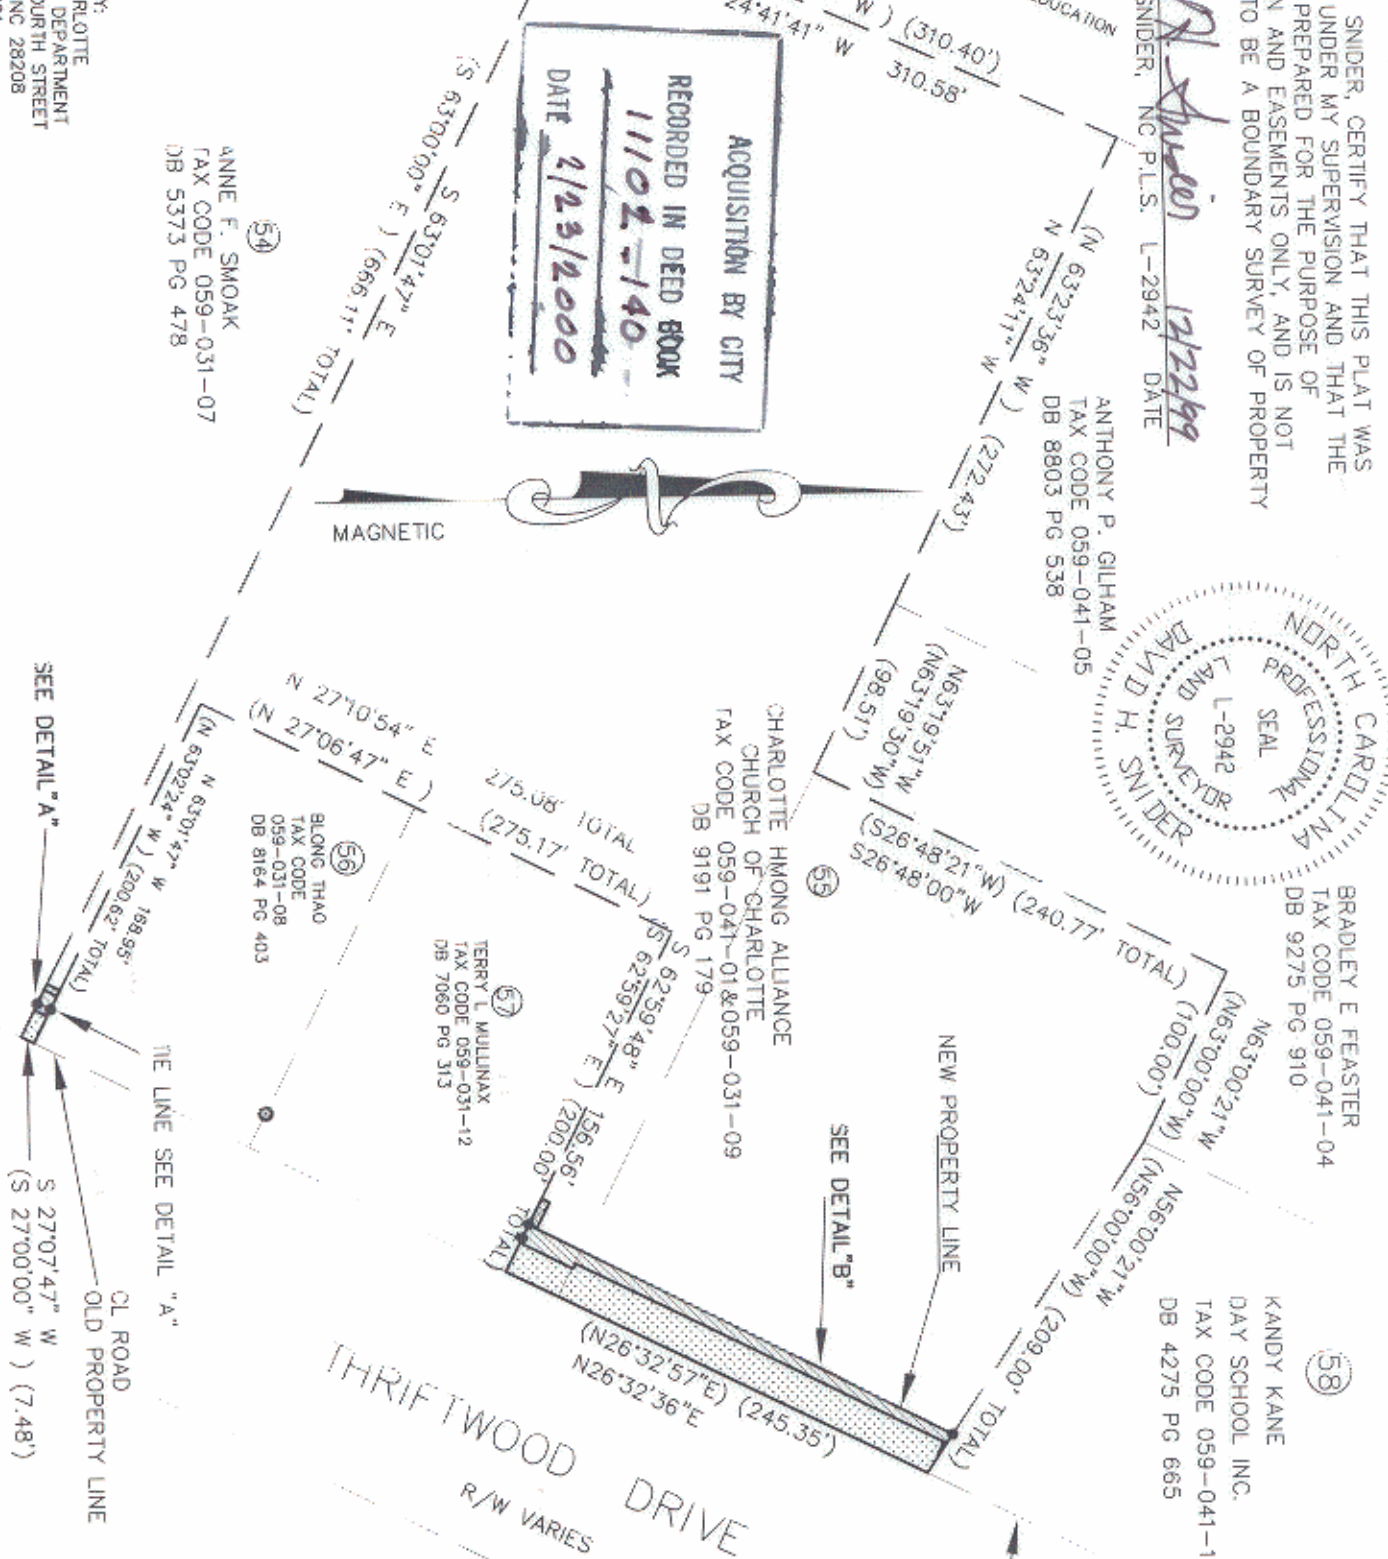 SNIDER, CERTIFY THAT THIS PLAT WAS
UNDER MY SUPERVISION AND THAT THE
PREPARED FOR THE PURPOSE OF
N AND EASEMENTS ONLY, AND IS NOT
TO BE A BOUNDARY SURVEY OF PROPERTY
12/22/99
SNIDER, NC P.L.S. L-2942 DATE
NORTH CAROLINA
PROFESSIONAL
SEAL
L-2942
LAND SURVEYOR
DAVID H. SNIDER
BRADLEY E FEASTER
TAX CODE 059-041-04
DB 9275 PG 910
58
KANDY KANE
DAY SCHOOL INC.
TAX CODE 059-041-1
DB 4275 PG 665
W ) (310.40')
24°41'41" W 310.58'
ACQUISITION BY CITY
RECORDED IN DEED BOOK
11102-140
DATE 2/23/2000
(N 63°23'36" W ) (272.43')
N 63°24'11" W
ANTHONY P. GILHAM
TAX CODE 059-041-05
DB 8803 PG 538
N63°19'51"W
(N63°19'30"W)
(98.51')
(S26°48'21"W) (240.77' TOTAL)
S26°48'00"W
N63°00'21"W
(N63°00'00"W)
(100.00')
N56°00'21"W
(N56°00'00"W) (209.00' TOTAL)
MAGNETIC
55
CHARLOTTE HMONG ALLIANCE
CHURCH OF CHARLOTTE
TAX CODE 059-041-01&059-031-09
DB 9191 PG 179
NEW PROPERTY LINE
SEE DETAIL"B"
S 63°01'47" E
(S 63°00'00" E ) (666.11' TOTAL)
54
ANNE F. SMOAK
TAX CODE 059-031-07
DB 5373 PG 478
Y:
RLOTTE
DEPARTMENT
OURTH STREET
NC 28208
N 27°10'54" E 275.08' TOTAL
(N 27°06'47" E ) (275.17' TOTAL)
S 62°59'48" E 156.56' TOTAL
(S 62°59'27" E ) (200.00' TOTAL)
57
TERRY L MULLINAX
TAX CODE 059-031-12
DB 7060 PG 313
56
BLONG THAO
TAX CODE
059-031-08
DB 8164 PG 403
N 63°01'47" W 198.95'
(N 63°02'24" W ) (200.62' TOTAL)
(N26°32'57"E) (245.35')
N26°32'36"E
THRIFTWOOD DRIVE
R/W VARIES
SEE DETAIL"A"
TIE LINE SEE DETAIL "A"
CL ROAD
OLD PROPERTY LINE
S 27°07'47" W
(S 27°00'00" W ) (7.48')